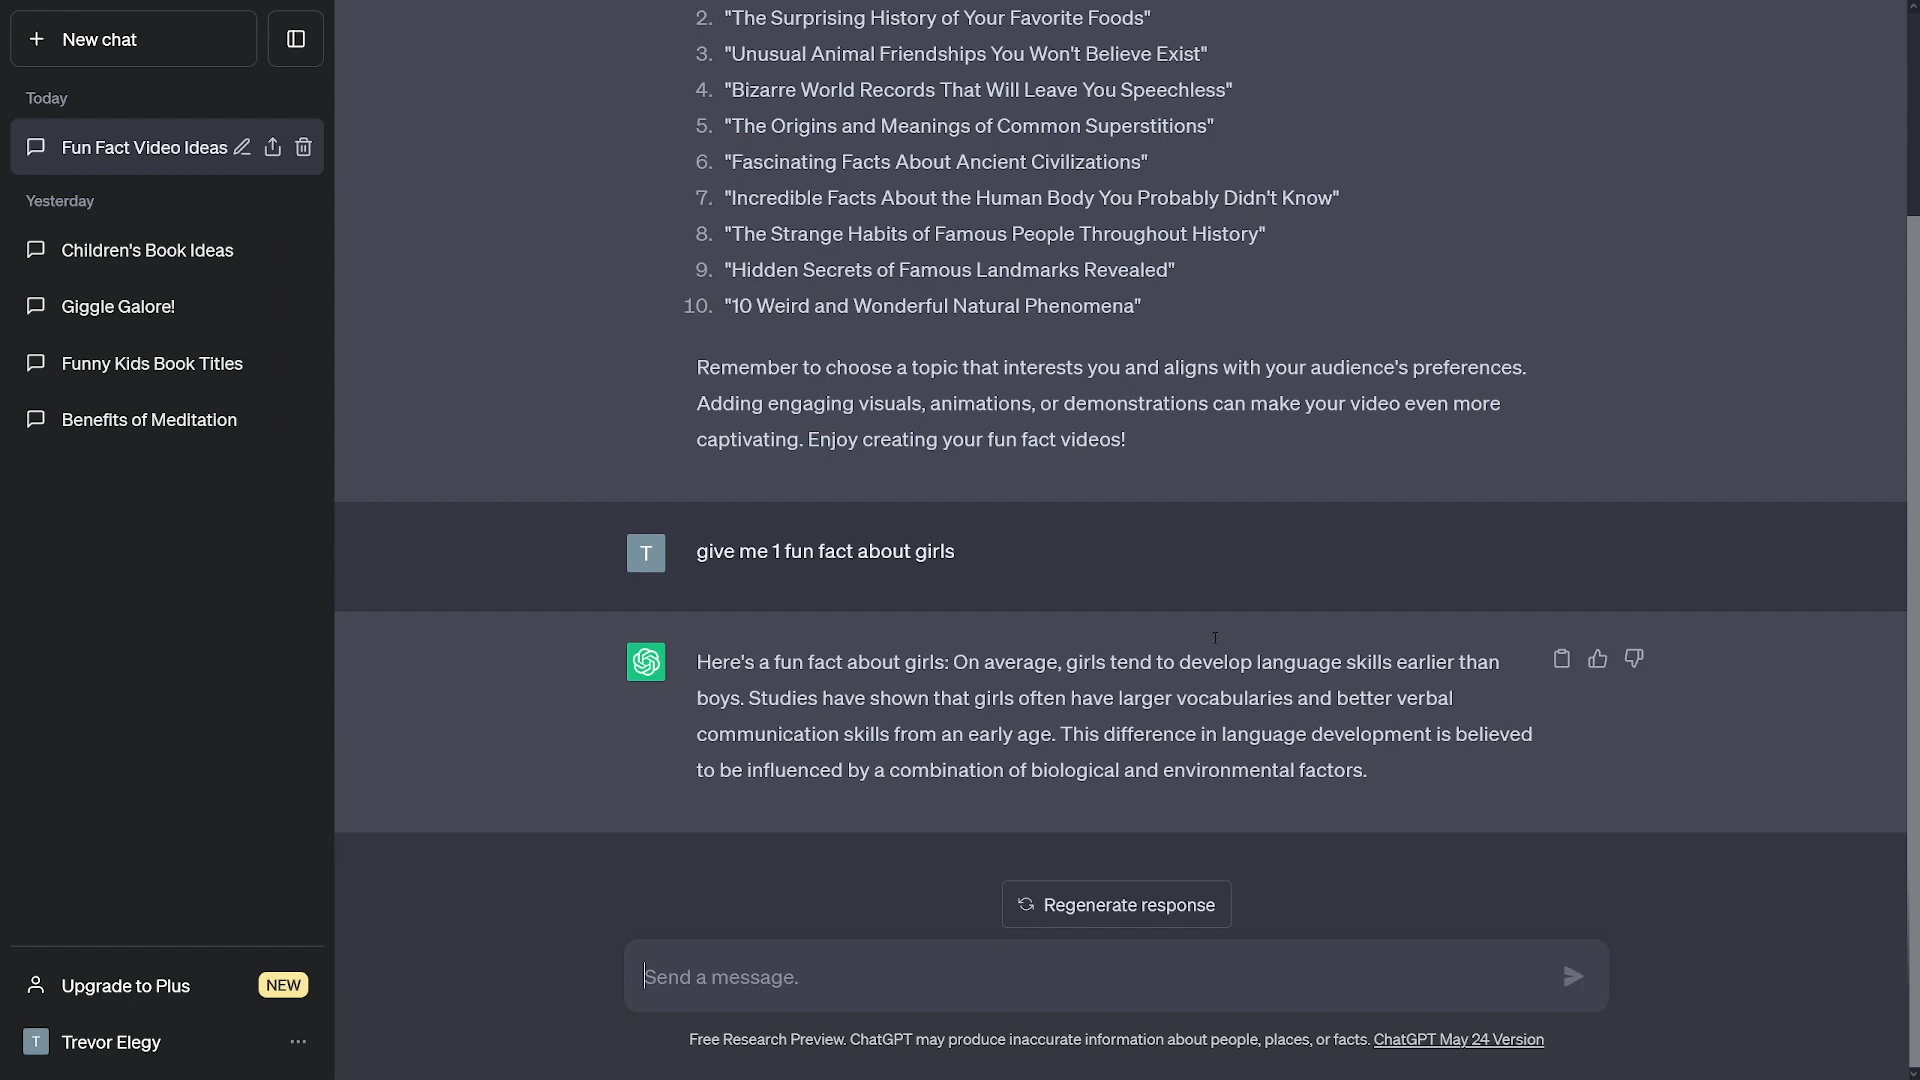 New chat
Today
Fun Fact Video Ideas
Yesterday
Children's Book Ideas
Giggle Galore!
Funny Kids Book Titles
Benefits of Meditation
Upgrade to Plus NEW
T Trevor Elegy ...
2. "The Surprising History of Your Favorite Foods"
3. "Unusual Animal Friendships You Won't Believe Exist"
4. "Bizarre World Records That Will Leave You Speechless"
5. "The Origins and Meanings of Common Superstitions"
6. "Fascinating Facts About Ancient Civilizations"
7. "Incredible Facts About the Human Body You Probably Didn't Know"
8. "The Strange Habits of Famous People Throughout History"
9. "Hidden Secrets of Famous Landmarks Revealed"
10. "10 Weird and Wonderful Natural Phenomena"
Remember to choose a topic that interests you and aligns with your audience's preferences.
Adding engaging visuals, animations, or demonstrations can make your video even more
captivating. Enjoy creating your fun fact videos!
T give me 1 fun fact about girls
Here's a fun fact about girls: On average, girls tend to develop language skills earlier than
boys. Studies have shown that girls often have larger vocabularies and better verbal
communication skills from an early age. This difference in language development is believed
to be influenced by a combination of biological and environmental factors.
Regenerate response
Send a message.
Free Research Preview. ChatGPT may produce inaccurate information about people, places, or facts. ChatGPT May 24 Version